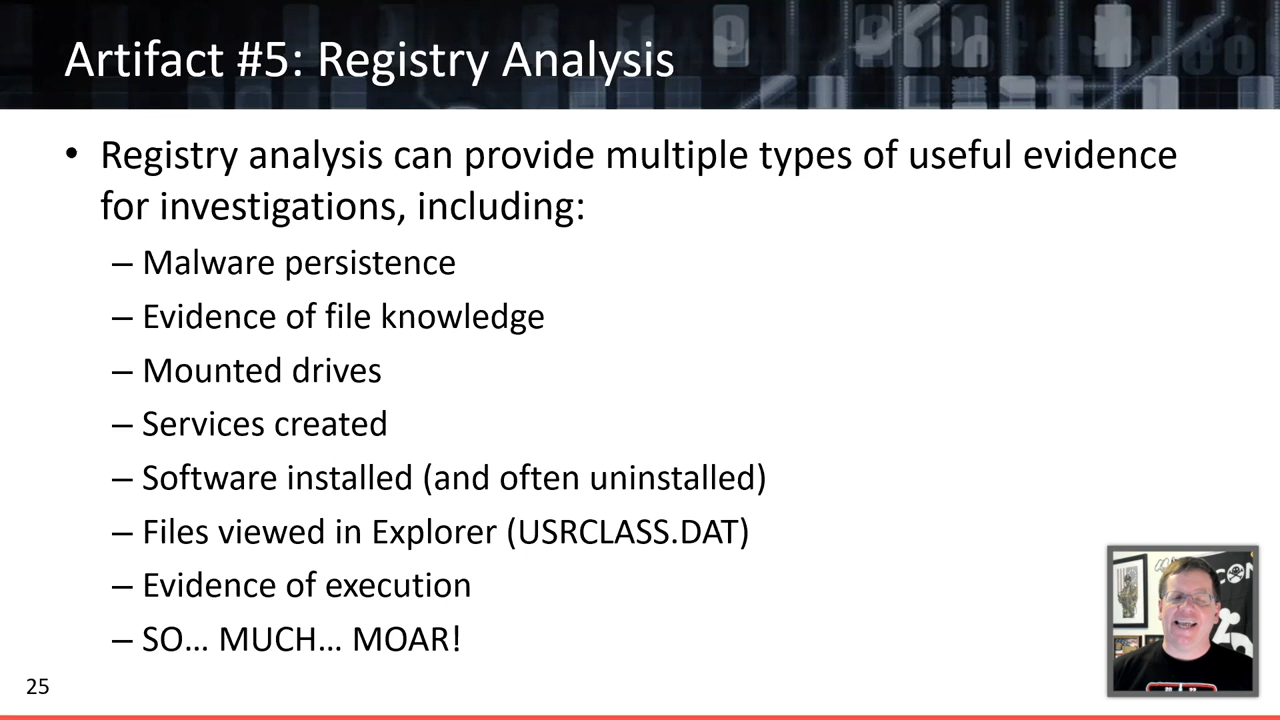 Artifact #5: Registry Analysis
• Registry analysis can provide multiple types of useful evidence
for investigations, including:
– Malware persistence
– Evidence of file knowledge
– Mounted drives
– Services created
– Software installed (and often uninstalled)
– Files viewed in Explorer (USRCLASS.DAT)
– Evidence of execution
– SO... MUCH... MOAR!
25